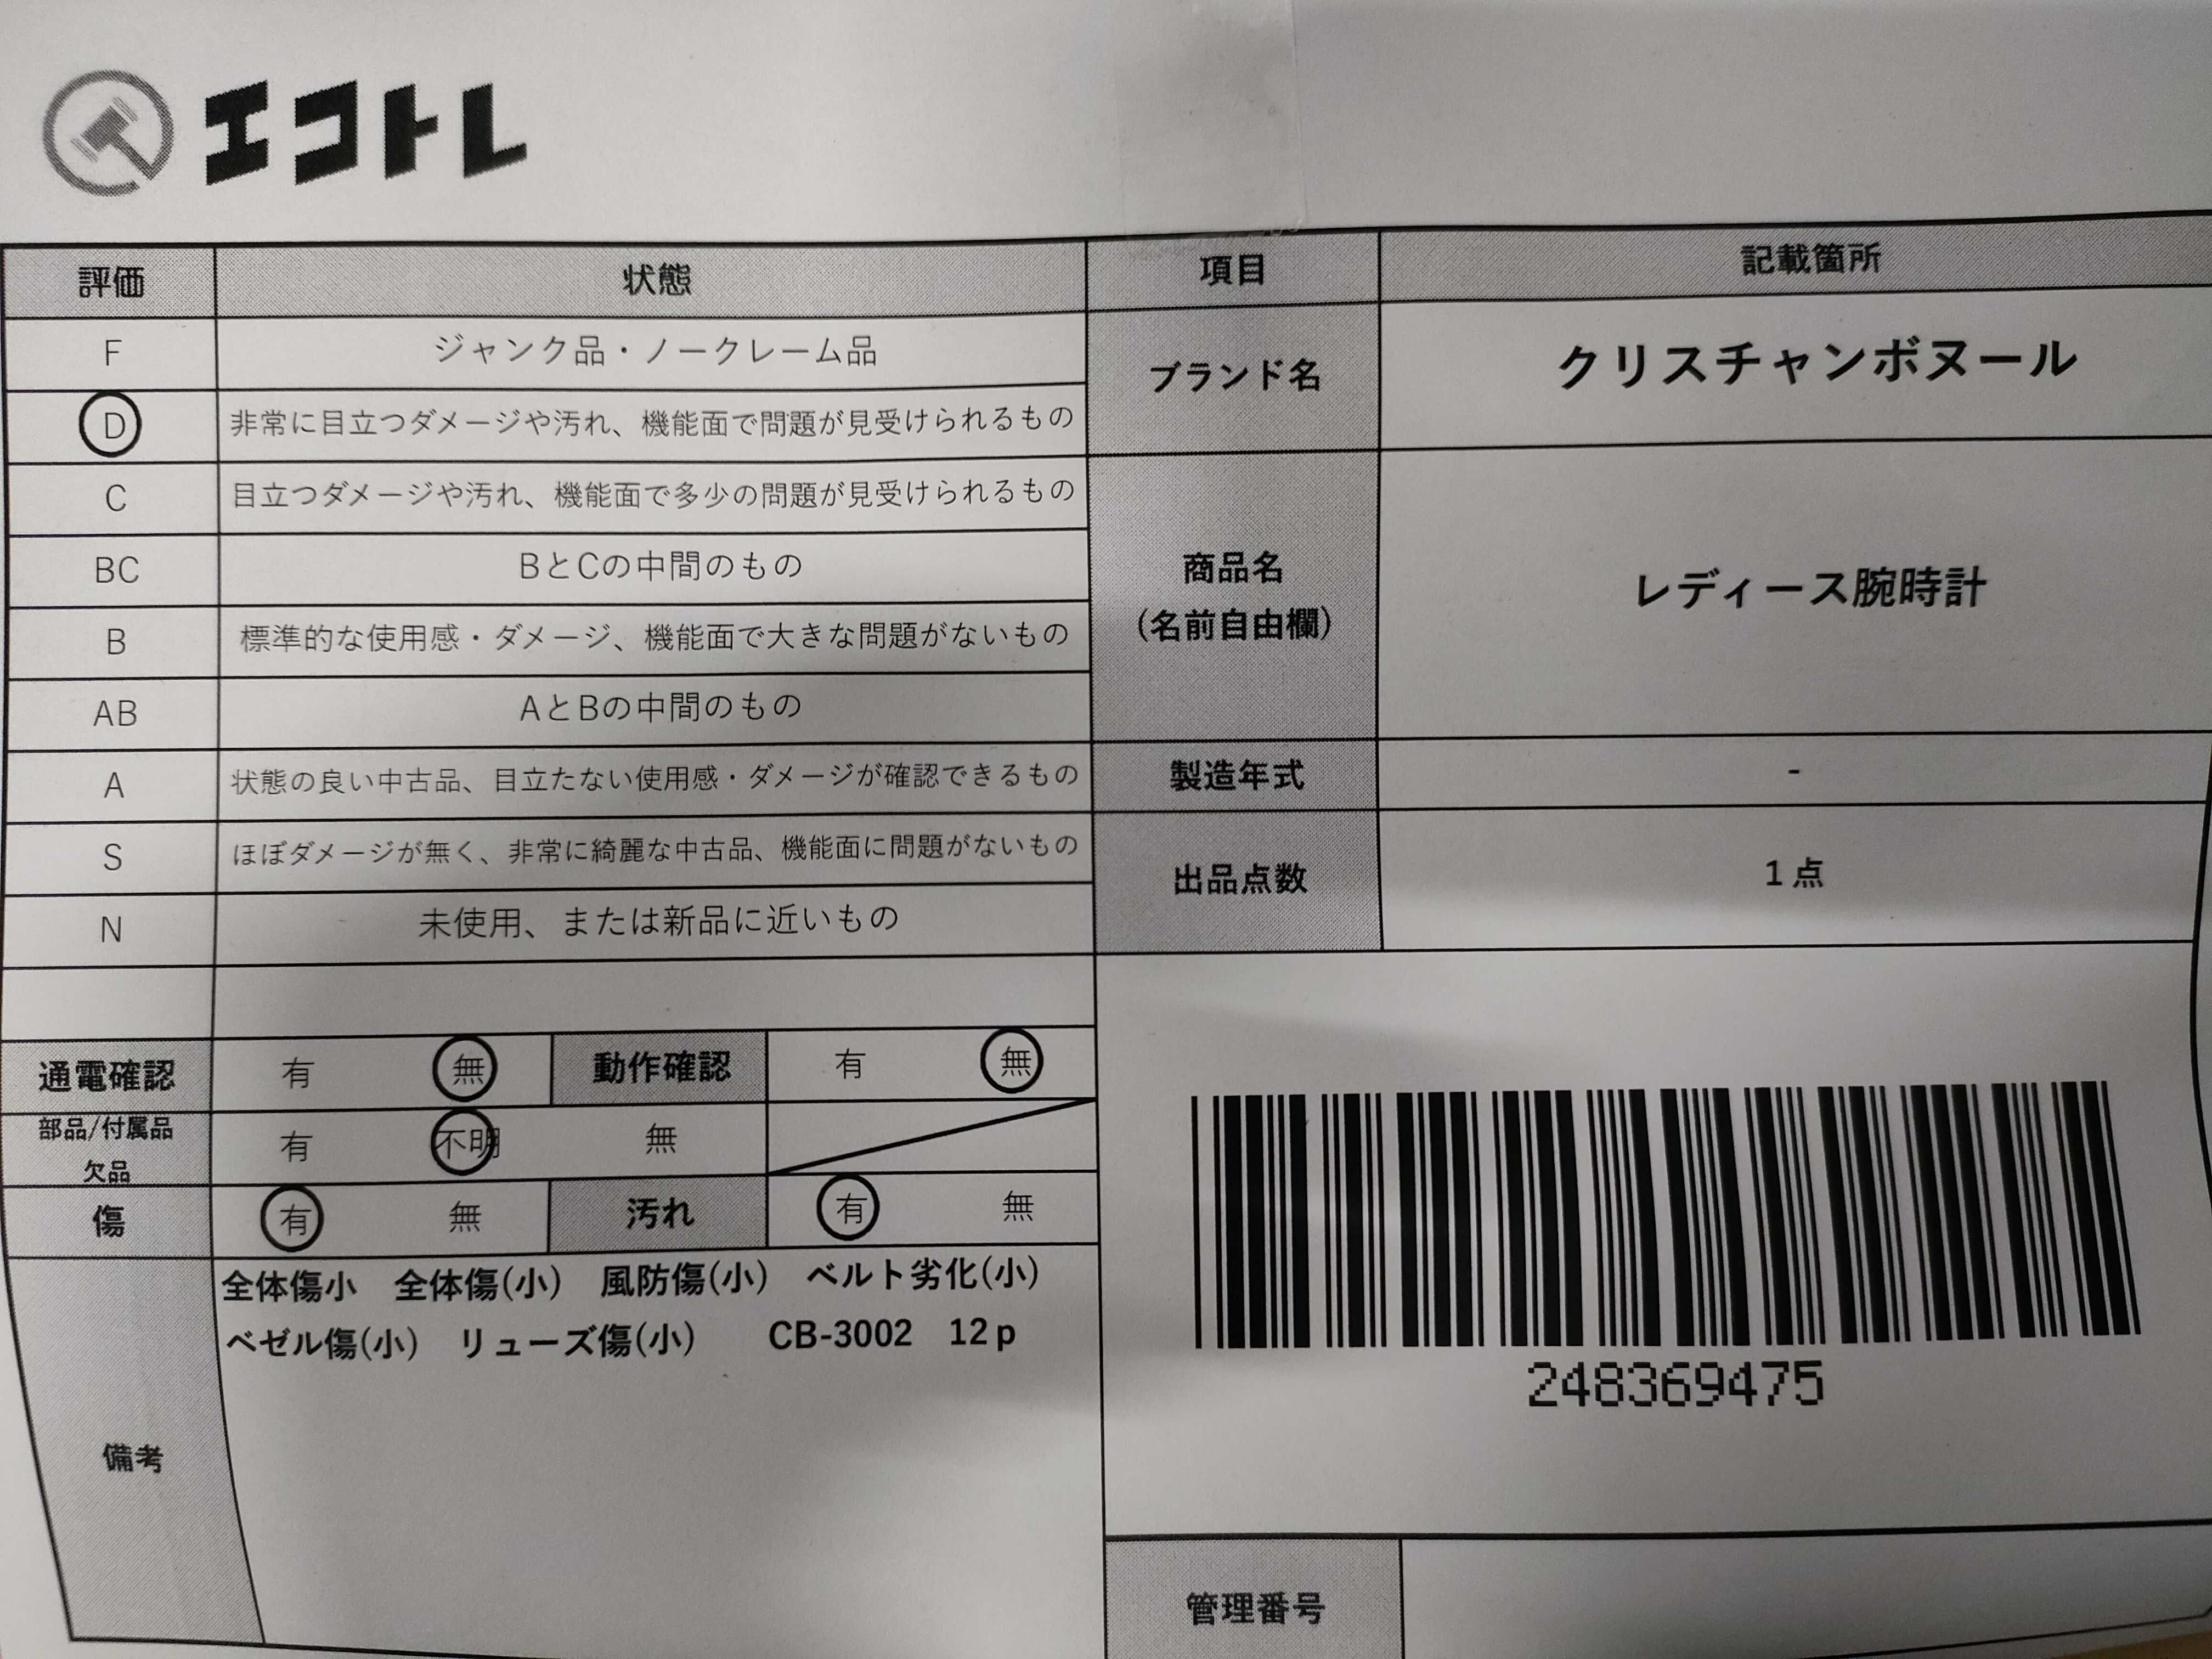 エコトレ
評価 状態 項目 記載箇所
F ジャンク品・ノークレーム品
D 非常に目立つダメージや汚れ、機能面で問題が見受けられるもの
ブランド名 クリスチャンボヌール
C 目立つダメージや汚れ、機能面で多少の問題が見受けられるもの
BC BとCの中間のもの
B 標準的な使用感・ダメージ、機能面で大きな問題がないもの
商品名
(名前自由欄)
レディース腕時計
AB AとBの中間のもの
A 状態の良い中古品、目立たない使用感・ダメージが確認できるもの
製造年式 -
S ほぼダメージが無く、非常に綺麗な中古品、機能面に問題がないもの
出品点数 1点
N 未使用、または新品に近いもの
通電確認 有 無 動作確認 有 無
部品/付属品
欠品
有 不明 無
傷 有 無 汚れ 有 無
備考
全体傷小 全体傷(小) 風防傷(小) ベルト劣化(小)
ベゼル傷(小) リューズ傷(小) CB-3002 12p
248369475
管理番号